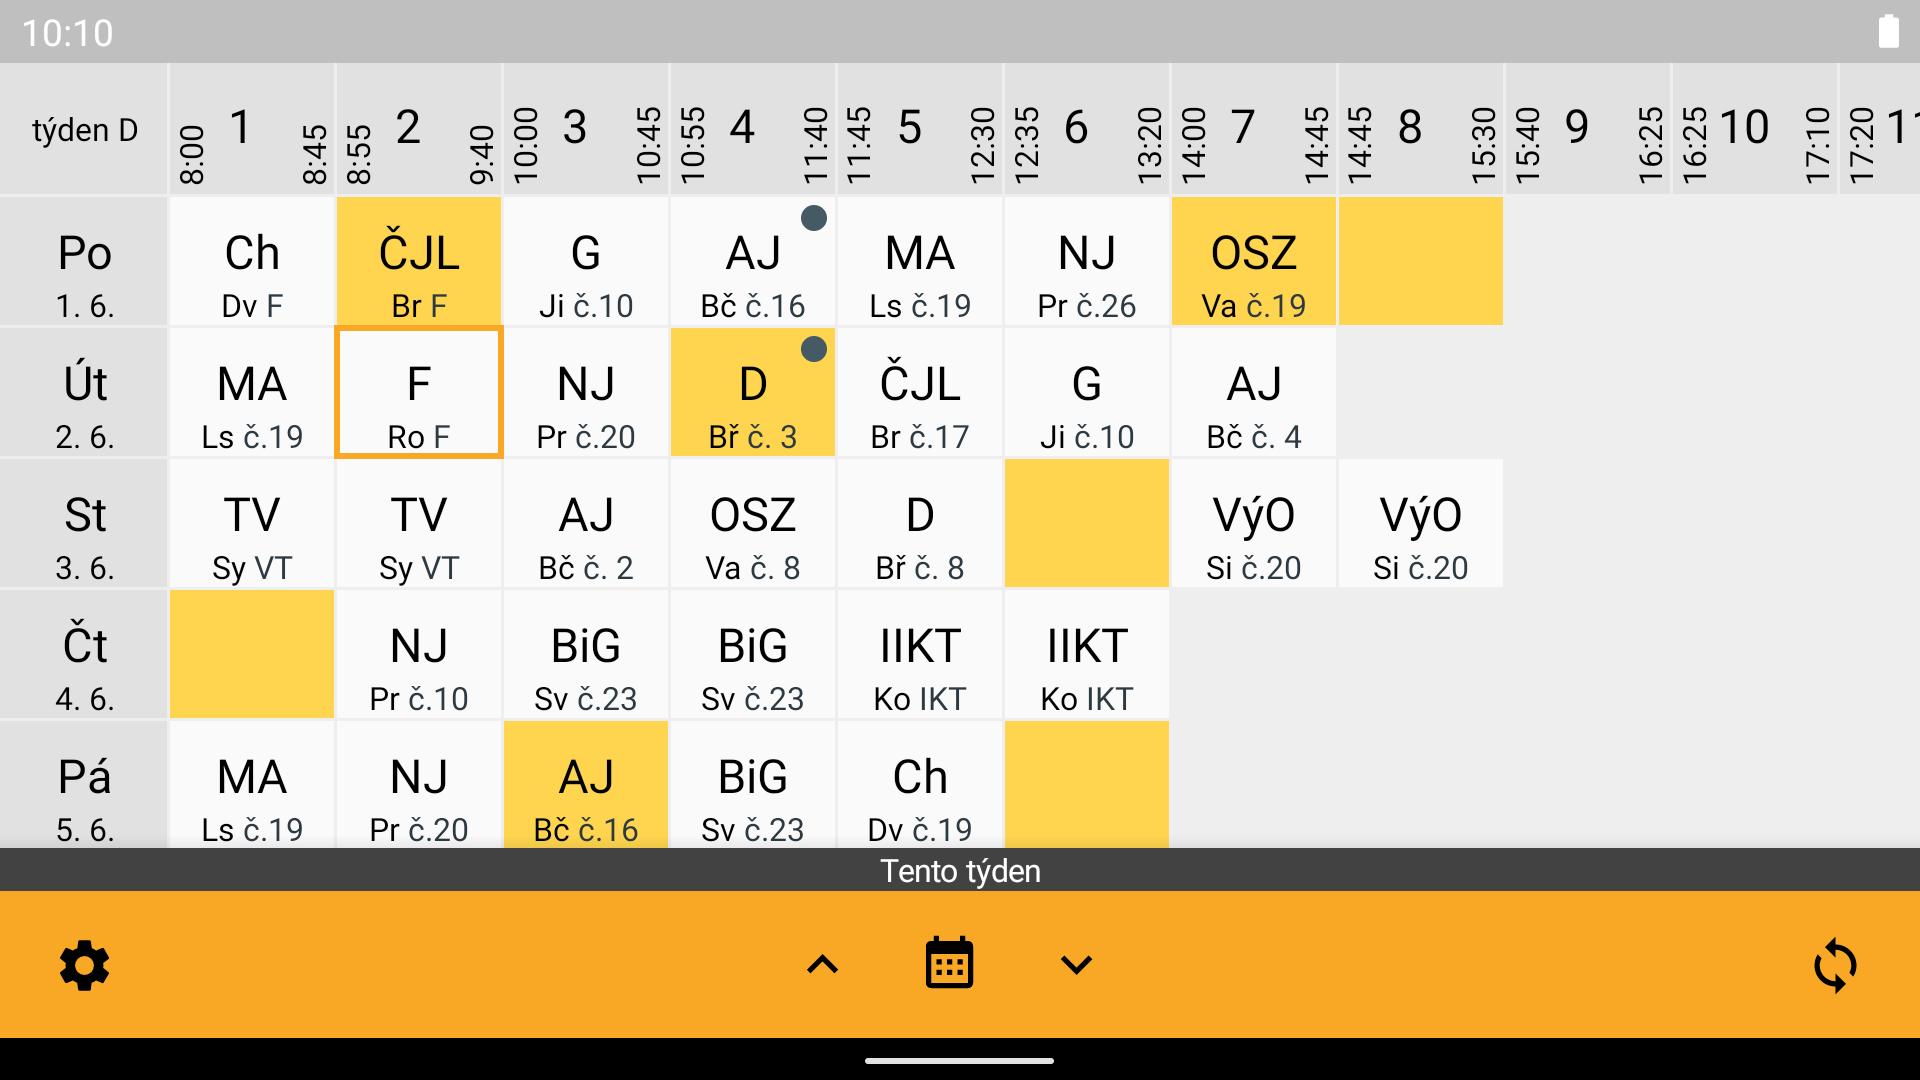 10:10
týden D
8:00 1 8:45 8:55 2 9:40 10:00 3 10:45 10:55 4 11:40 11:45 5 12:30 12:35 6 13:20 14:00 7 14:45 14:45 8 15:30 15:40 9 16:25 16:25 10 17:10 17:20 11
Po Ch ČJL G AJ MA NJ OSZ
1. 6. Dv F Br F Ji č.10 Bč č.16 Ls č.19 Pr č.26 Va č.19
Út MA F NJ D ČJL G AJ
2. 6. Ls č.19 Ro F Pr č.20 Bř č. 3 Br č.17 Ji č.10 Bč č. 4
St TV TV AJ OSZ D VýO VýO
3. 6. Sy VT Sy VT Bč č. 2 Va č. 8 Bř č. 8 Si č.20 Si č.20
Čt NJ BiG BiG IIKT IIKT
4. 6. Pr č.10 Sv č.23 Sv č.23 Ko IKT Ko IKT
Pá MA NJ AJ BiG Ch
5. 6. Ls č.19 Pr č.20 Bč č.16 Sv č.23 Dv č.19
Tento týden